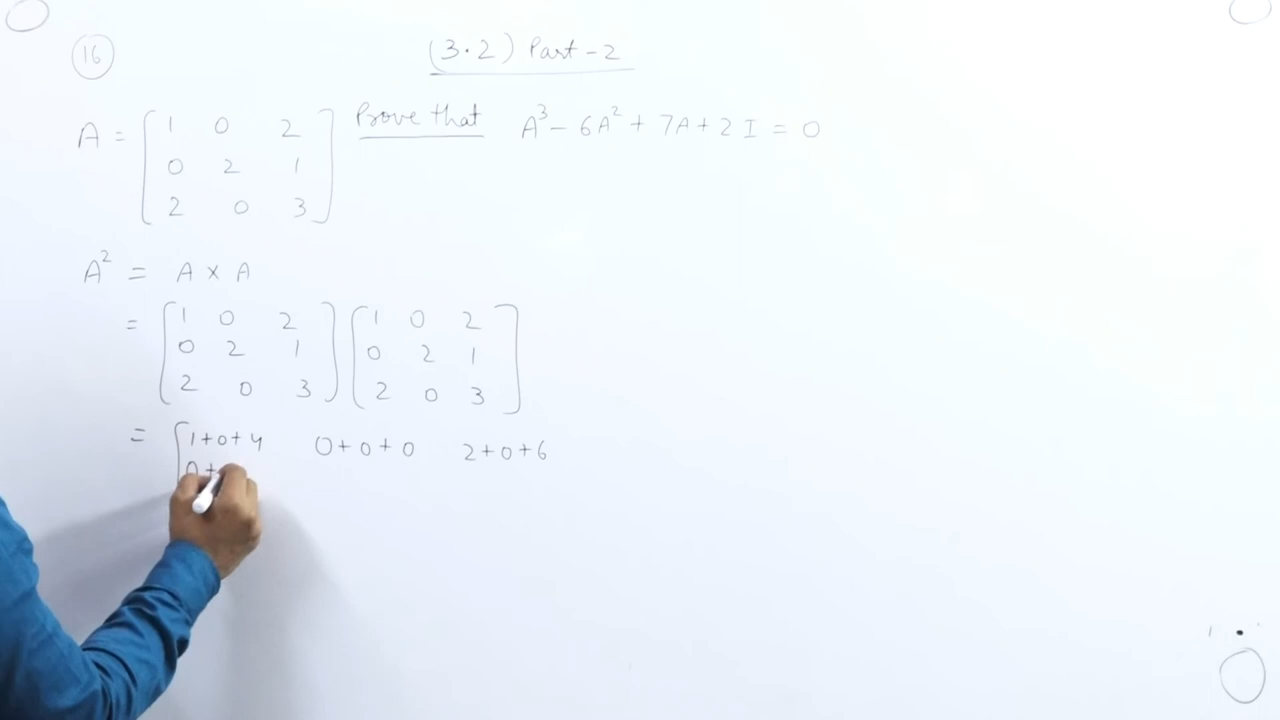 (3.2) Part-2
16
A = [ 1 0 2 Prove that A³ - 6A² + 7A + 2I = 0
0 2 1
2 0 3 ]
A² = A × A
= [ 1 0 2 ] [ 1 0 2 ]
0 2 1 0 2 1
2 0 3 2 0 3
= [ 1+0+4 0+0+0 2+0+6
0+